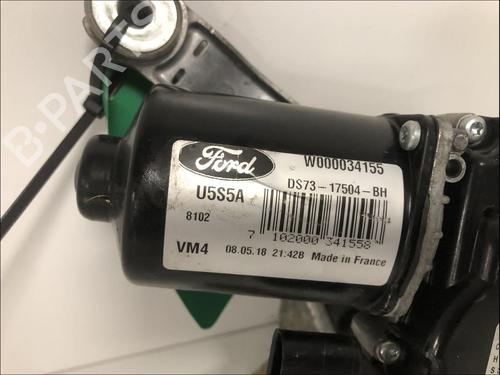 B-PARTS
Ford
W000034155
U5S5A
DS73-17504-BH
8102
7 102000 341558
VM4 08.05.18 21:42B Made in France